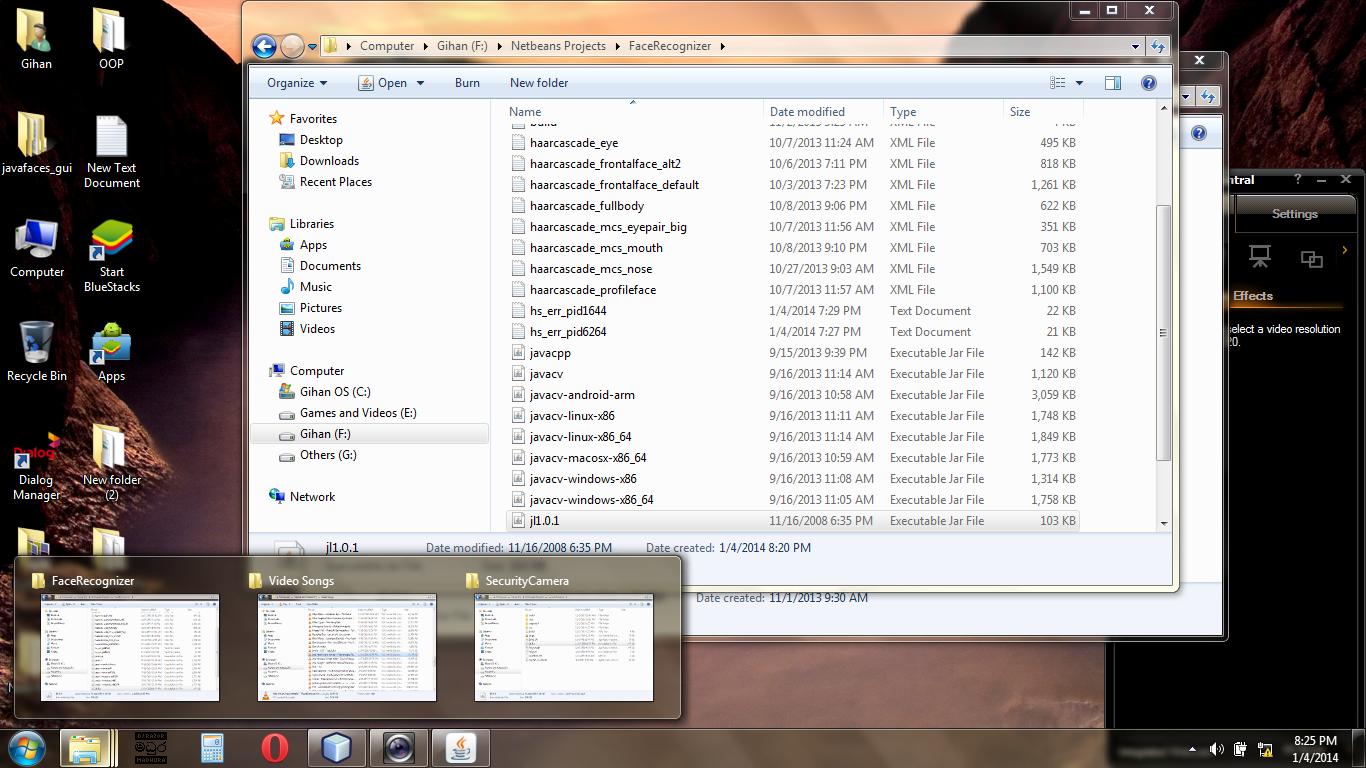 Gihan
OOP
javafaces_gui
New Text
Document
Computer
Start
BlueStacks
Recycle Bin
Apps
Dialog
Dialog
Manager
New folder
(2)
Computer
Gihan (F:)
Netbeans Projects
FaceRecognizer
Organize
Open
Burn
New folder
Favorites
Desktop
Downloads
Recent Places
Libraries
Apps
Documents
Music
Pictures
Videos
Computer
Gihan OS (C:)
Games and Videos (E:)
Gihan (F:)
Others (G:)
Network
Name Date modified Type Size
haarcascade_eye 10/7/2013 11:24 AM XML File 495 KB
haarcascade_frontalface_alt2 10/6/2013 7:11 PM XML File 818 KB
haarcascade_frontalface_default 10/3/2013 7:23 PM XML File 1,261 KB
haarcascade_fullbody 10/8/2013 9:06 PM XML File 622 KB
haarcascade_mcs_eyepair_big 10/7/2013 11:56 AM XML File 351 KB
haarcascade_mcs_mouth 10/8/2013 9:10 PM XML File 703 KB
haarcascade_mcs_nose 10/27/2013 9:03 AM XML File 1,549 KB
haarcascade_profileface 10/7/2013 11:57 AM XML File 1,100 KB
hs_err_pid1644 1/4/2014 7:29 PM Text Document 22 KB
hs_err_pid6264 1/4/2014 7:27 PM Text Document 21 KB
javacpp 9/15/2013 9:39 PM Executable Jar File 142 KB
javacv 9/16/2013 11:14 AM Executable Jar File 1,120 KB
javacv-android-arm 9/16/2013 10:58 AM Executable Jar File 3,059 KB
javacv-linux-x86 9/16/2013 11:11 AM Executable Jar File 1,748 KB
javacv-linux-x86_64 9/16/2013 11:14 AM Executable Jar File 1,849 KB
javacv-macosx-x86_64 9/16/2013 10:59 AM Executable Jar File 1,773 KB
javacv-windows-x86 9/16/2013 11:08 AM Executable Jar File 1,314 KB
javacv-windows-x86_64 9/16/2013 11:05 AM Executable Jar File 1,758 KB
jl1.0.1 11/16/2008 6:35 PM Executable Jar File 103 KB
jl1.0.1 Date modified: 11/16/2008 6:35 PM Date created: 1/4/2014 8:20 PM
Date created: 11/1/2013 9:30 AM
ntral
Settings
Effects
select a video resolution
20.
FaceRecognizer
Video Songs
SecurityCamera
මධුර
MADHURA
8:25 PM
1/4/2014